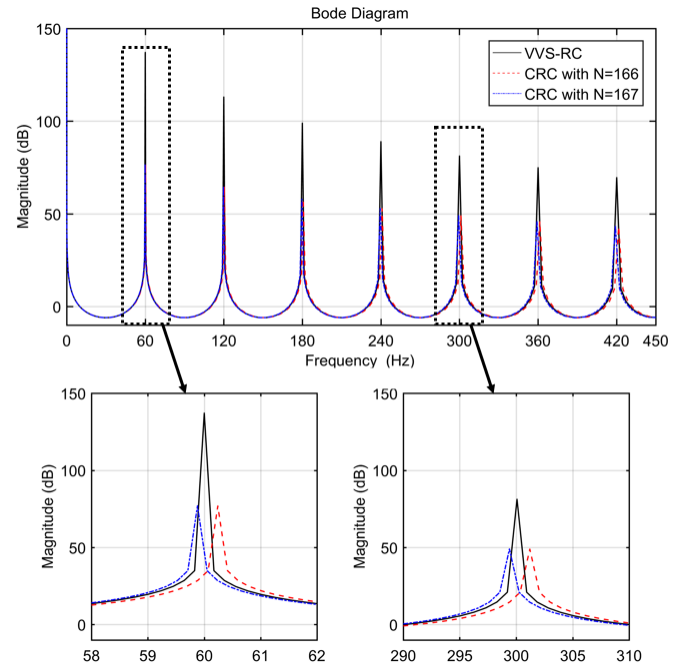 Bode Diagram
150
100
50
0
Magnitude (dB)
VVS-RC
CRC with N=166
CRC with N=167
0 60 120 180 240 300 360 420 450
Frequency (Hz)
150
100
50
0
Magnitude (dB)
58 59 60 61 62
150
100
50
0
Magnitude (dB)
290 295 300 305 310